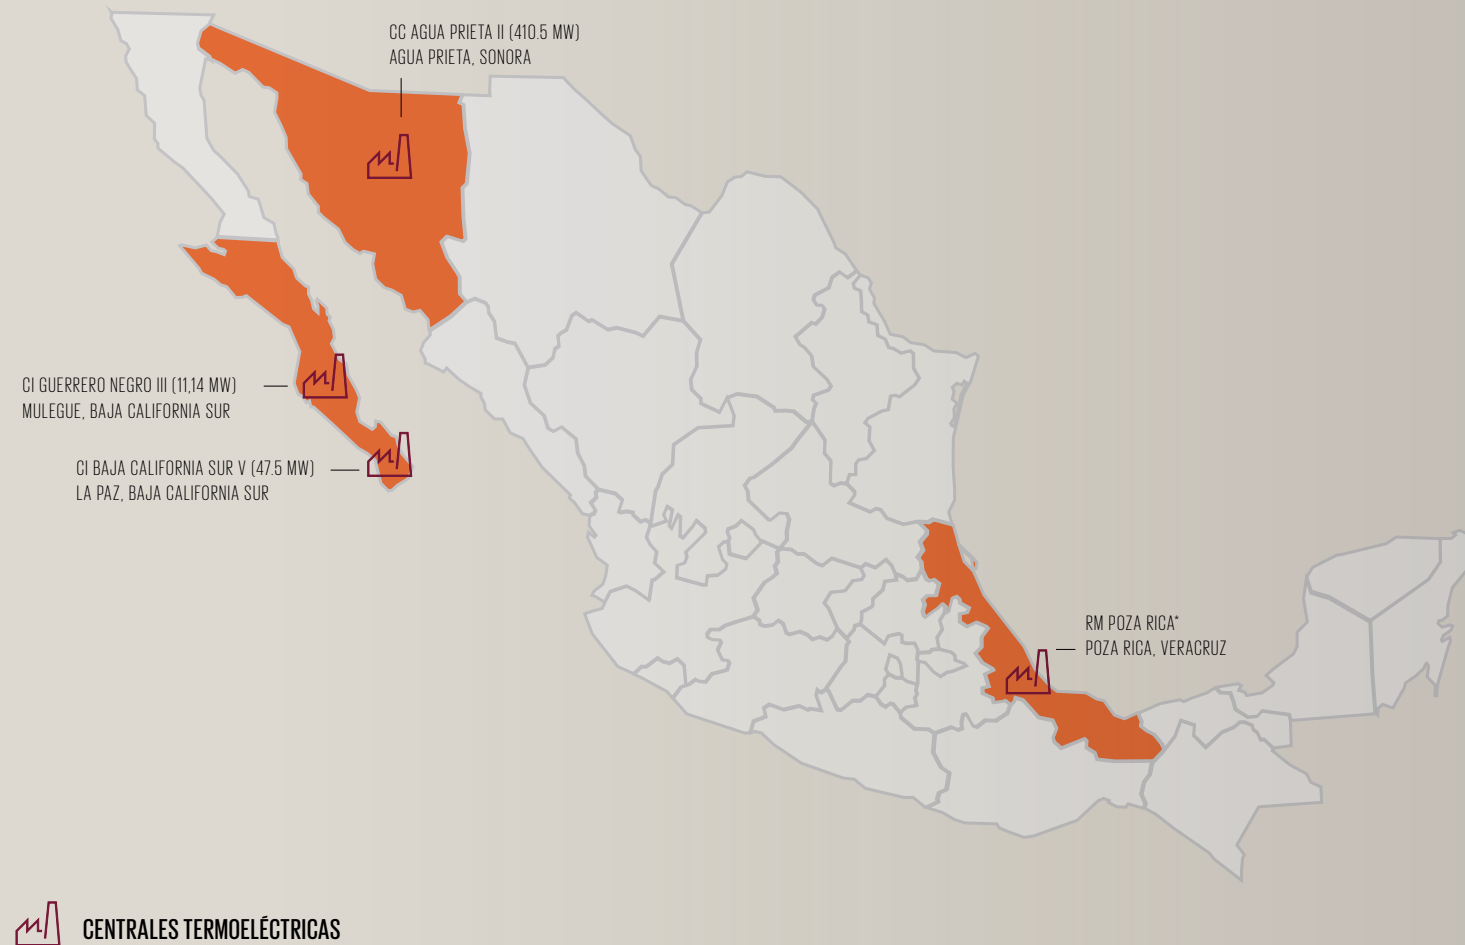 CC AGUA PRIETA II (410.5 MW)
AGUA PRIETA, SONORA
CI GUERRERO NEGRO III (11,14 MW)
MULEGUE, BAJA CALIFORNIA SUR
CI BAJA CALIFORNIA SUR V (47.5 MW)
LA PAZ, BAJA CALIFORNIA SUR
RM POZA RICA*
POZA RICA, VERACRUZ
CENTRALES TERMOELÉCTRICAS